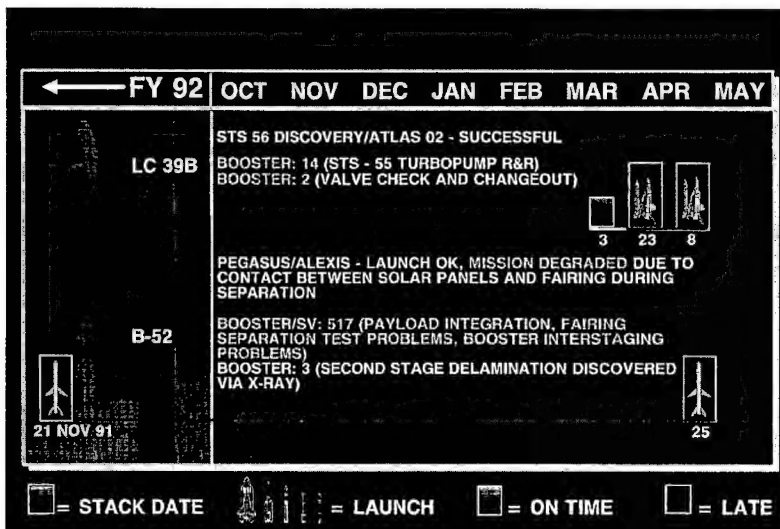 FY 92 OCT NOV DEC JAN FEB MAR APR MAY
STS 56 DISCOVERY/ATLAS 02 - SUCCESSFUL
LC 39B
BOOSTER: 14 (STS - 55 TURBOPUMP R&R)
BOOSTER: 2 (VALVE CHECK AND CHANGEOUT)
3 23 8
PEGASUS/ALEXIS - LAUNCH OK, MISSION DEGRADED DUE TO
CONTACT BETWEEN SOLAR PANELS AND FAIRING DURING
SEPARATION
B-52
BOOSTER/SV: 517 (PAYLOAD INTEGRATION, FAIRING
SEPARATION TEST PROBLEMS, BOOSTER INTERSTAGING
PROBLEMS)
BOOSTER: 3 (SECOND STAGE DELAMINATION DISCOVERED
VIA X-RAY)
21 NOV 91
25
= STACK DATE = LAUNCH = ON TIME = LATE